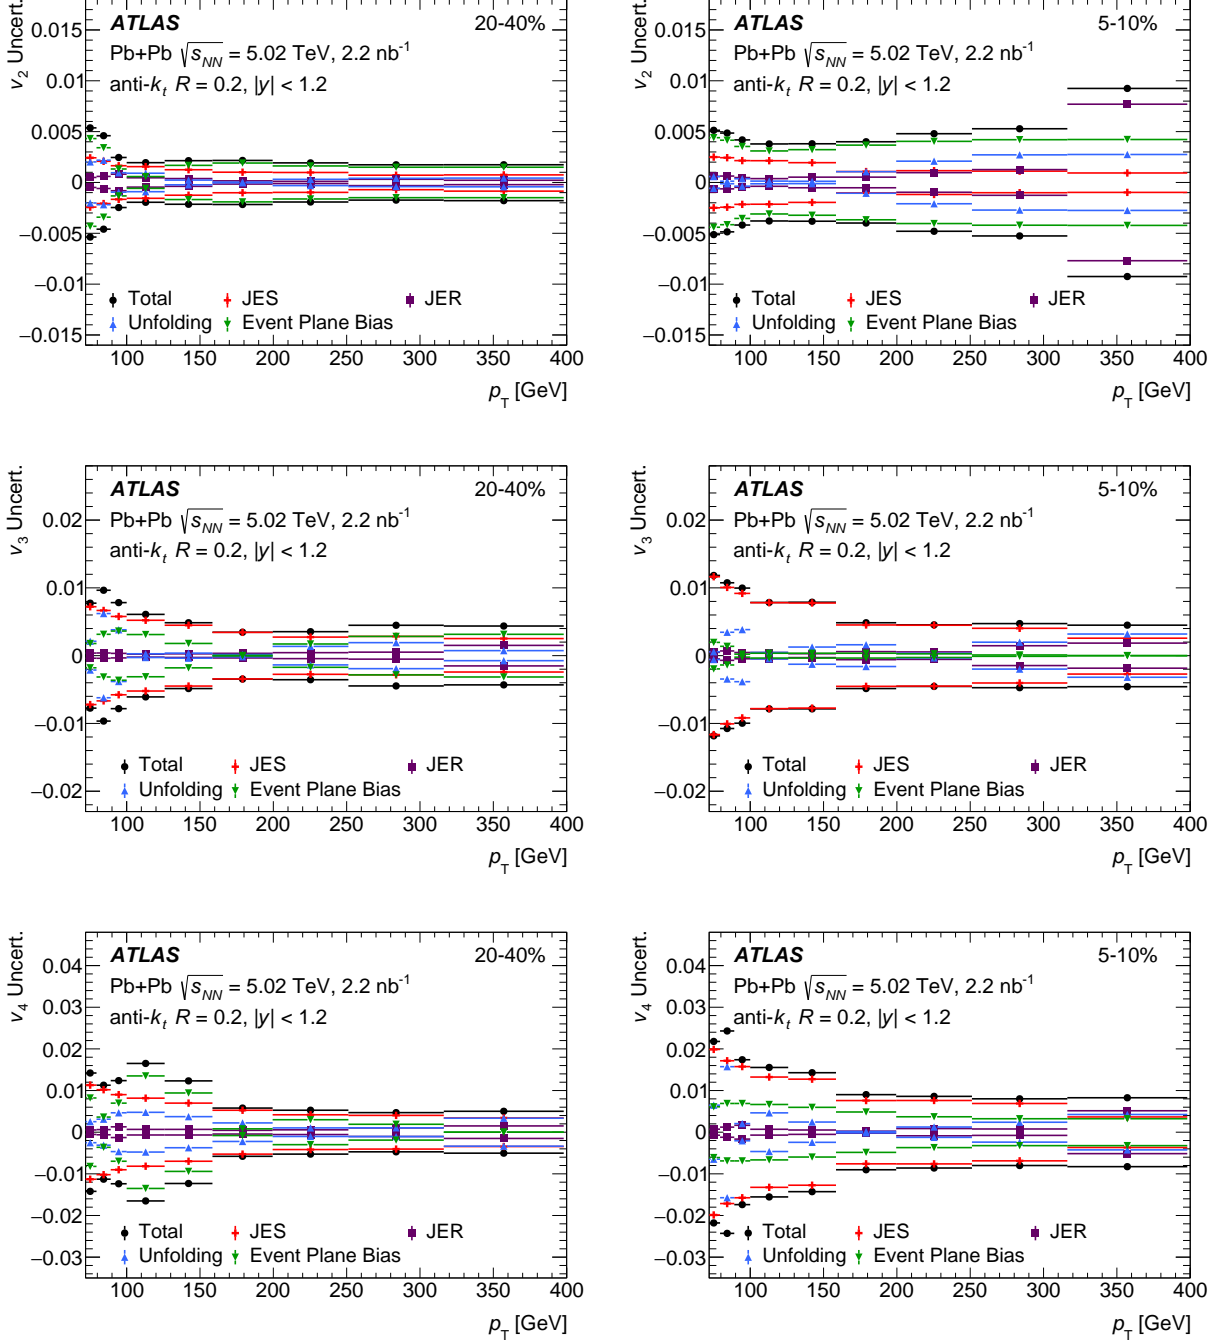 v2 Uncert.
ATLAS 20-40%
Pb+Pb √sNN = 5.02 TeV, 2.2 nb-1
anti-kt R = 0.2, |y| < 1.2
0.015
0.01
0.005
0
−0.005
−0.01
−0.015
Total JES JER
Unfolding Event Plane Bias
100 150 200 250 300 350 400
pT [GeV]
v2 Uncert.
ATLAS 5-10%
Pb+Pb √sNN = 5.02 TeV, 2.2 nb-1
anti-kt R = 0.2, |y| < 1.2
0.015
0.01
0.005
0
−0.005
−0.01
−0.015
Total JES JER
Unfolding Event Plane Bias
100 150 200 250 300 350 400
pT [GeV]
v3 Uncert.
ATLAS 20-40%
Pb+Pb √sNN = 5.02 TeV, 2.2 nb-1
anti-kt R = 0.2, |y| < 1.2
0.02
0.01
0
−0.01
−0.02
Total JES JER
Unfolding Event Plane Bias
100 150 200 250 300 350 400
pT [GeV]
v3 Uncert.
ATLAS 5-10%
Pb+Pb √sNN = 5.02 TeV, 2.2 nb-1
anti-kt R = 0.2, |y| < 1.2
0.02
0.01
0
−0.01
−0.02
Total JES JER
Unfolding Event Plane Bias
100 150 200 250 300 350 400
pT [GeV]
v4 Uncert.
ATLAS 20-40%
Pb+Pb √sNN = 5.02 TeV, 2.2 nb-1
anti-kt R = 0.2, |y| < 1.2
0.04
0.03
0.02
0.01
0
−0.01
−0.02
−0.03
Total JES JER
Unfolding Event Plane Bias
100 150 200 250 300 350 400
pT [GeV]
v4 Uncert.
ATLAS 5-10%
Pb+Pb √sNN = 5.02 TeV, 2.2 nb-1
anti-kt R = 0.2, |y| < 1.2
0.04
0.03
0.02
0.01
0
−0.01
−0.02
−0.03
Total JES JER
Unfolding Event Plane Bias
100 150 200 250 300 350 400
pT [GeV]